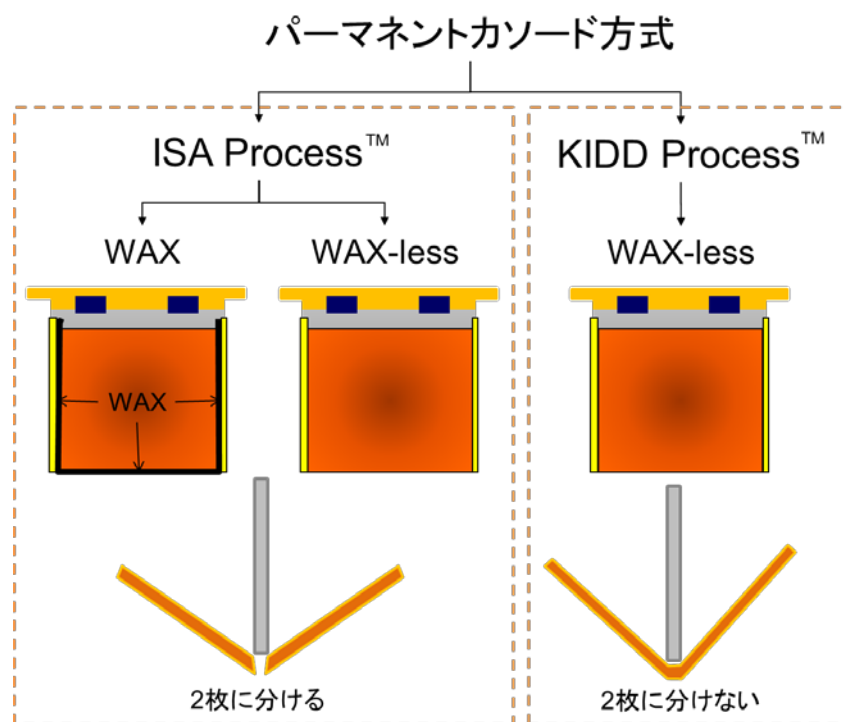 パーマネントカソード方式
ISA Process™
KIDD Process™
WAX
WAX-less
WAX-less
WAX
2枚に分ける
2枚に分けない